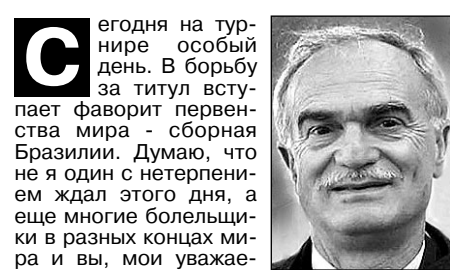 Сегодня на тур-
нире особый
день. В борьбу
за титул всту-
пает фаворит первен-
ства мира - сборная
Бразилии. Думаю, что
не я один с нетерпени-
ем ждал этого дня, а
еще многие болельщи-
ки в разных концах ми-
ра и вы, мои уважае-